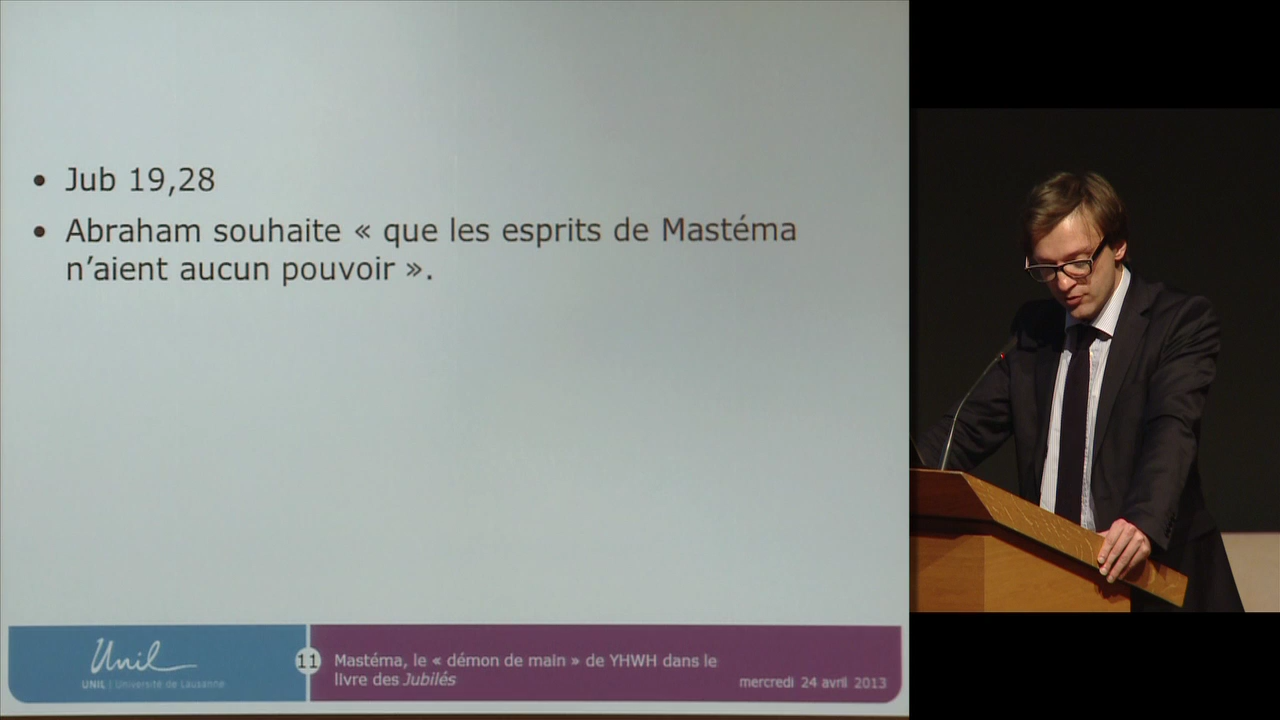 • Jub 19,28
• Abraham souhaite « que les esprits de Mastéma
n’aient aucun pouvoir ».
Unil
UNIL | Université de Lausanne
11
Mastéma, le « démon de main » de YHWH dans le
livre des Jubilés
mercredi 24 avril 2013